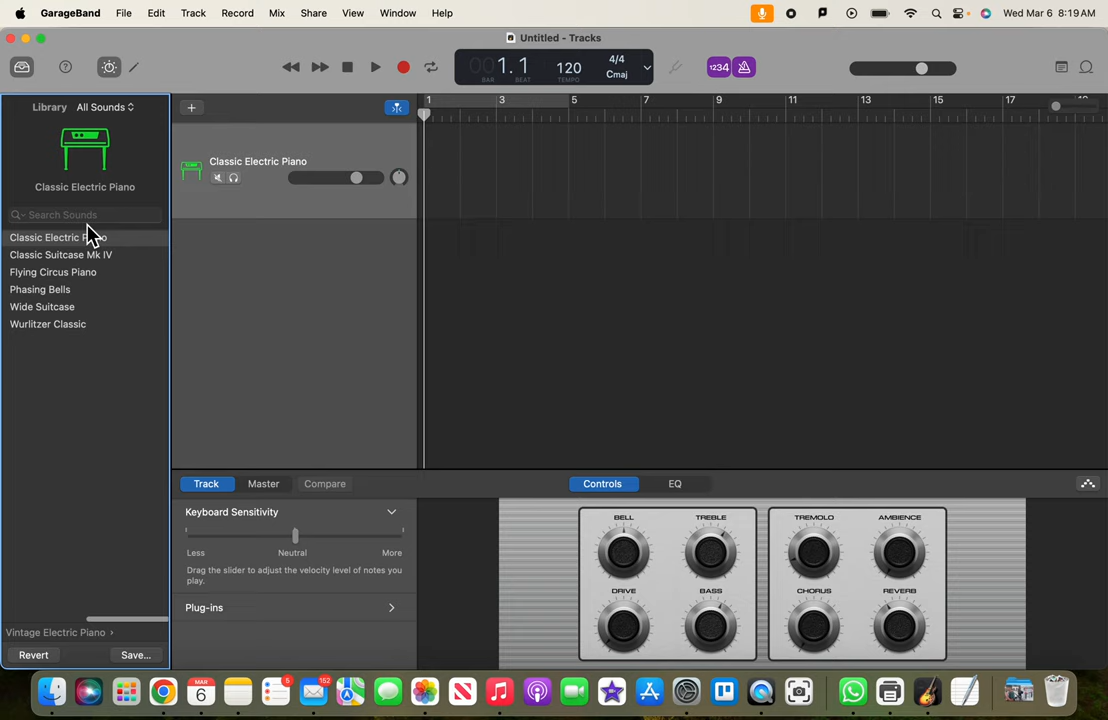 GarageBand File Edit Track Record Mix Share View Window Help Wed Mar 6 8:19 AM
Untitled - Tracks
001.1 BAR BEAT 120 TEMPO 4/4 Cmaj 1234
Library All Sounds
1 3 5 7 9 11 13 15 17
Classic Electric Piano
Classic Electric Piano
Search Sounds
Classic Suitcase Mk IV
Flying Circus Piano
Phasing Bells
Wide Suitcase
Wurlitzer Classic
Track Master Compare Controls EQ
Keyboard Sensitivity
Less Neutral More
Drag the slider to adjust the velocity level of notes you
play.
Plug-ins
BELL TREBLE TREMOLO AMBIENCE
DRIVE BASS CHORUS REVERB
Vintage Electric Piano ›
Revert Save...
MAR 6 5 152